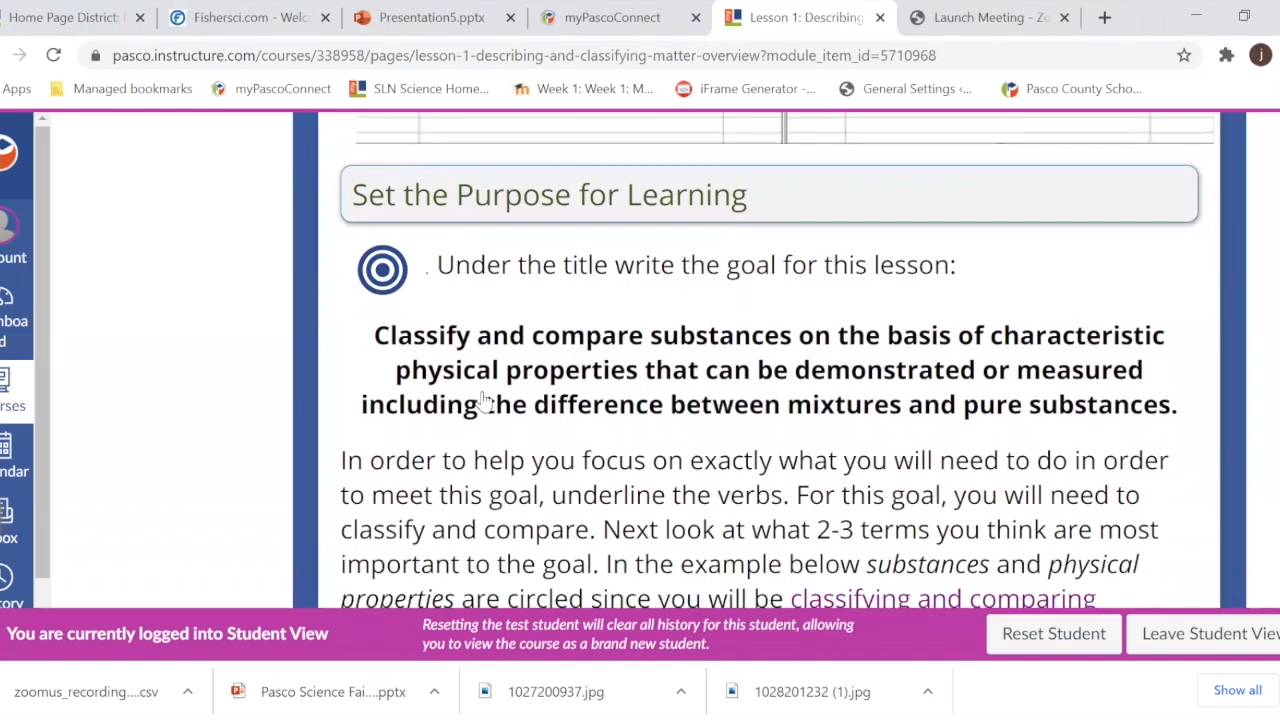 Home Page District:
Fishersci.com - Welc
Presentation5.pptx
myPascoConnect
Lesson 1: Describing
Launch Meeting - Zo
pasco.instructure.com/courses/338958/pages/lesson-1-describing-and-classifying-matter-overview?module_item_id=5710968
j
Apps
Managed bookmarks
myPascoConnect
SLN Science Home...
Week 1: Week 1: M...
iFrame Generator -...
General Settings ‹...
Pasco County Scho...
ount
nboa
d
rses
ndar
ox
tory
Set the Purpose for Learning
. Under the title write the goal for this lesson:
Classify and compare substances on the basis of characteristic
physical properties that can be demonstrated or measured
including the difference between mixtures and pure substances.
In order to help you focus on exactly what you will need to do in order
to meet this goal, underline the verbs. For this goal, you will need to
classify and compare. Next look at what 2-3 terms you think are most
important to the goal. In the example below substances and physical
properties are circled since you will be classifying and comparing
You are currently logged into Student View
Resetting the test student will clear all history for this student, allowing
you to view the course as a brand new student.
Reset Student
Leave Student View
zoomus_recording....csv
Pasco Science Fai....pptx
1027200937.jpg
1028201232 (1).jpg
Show all